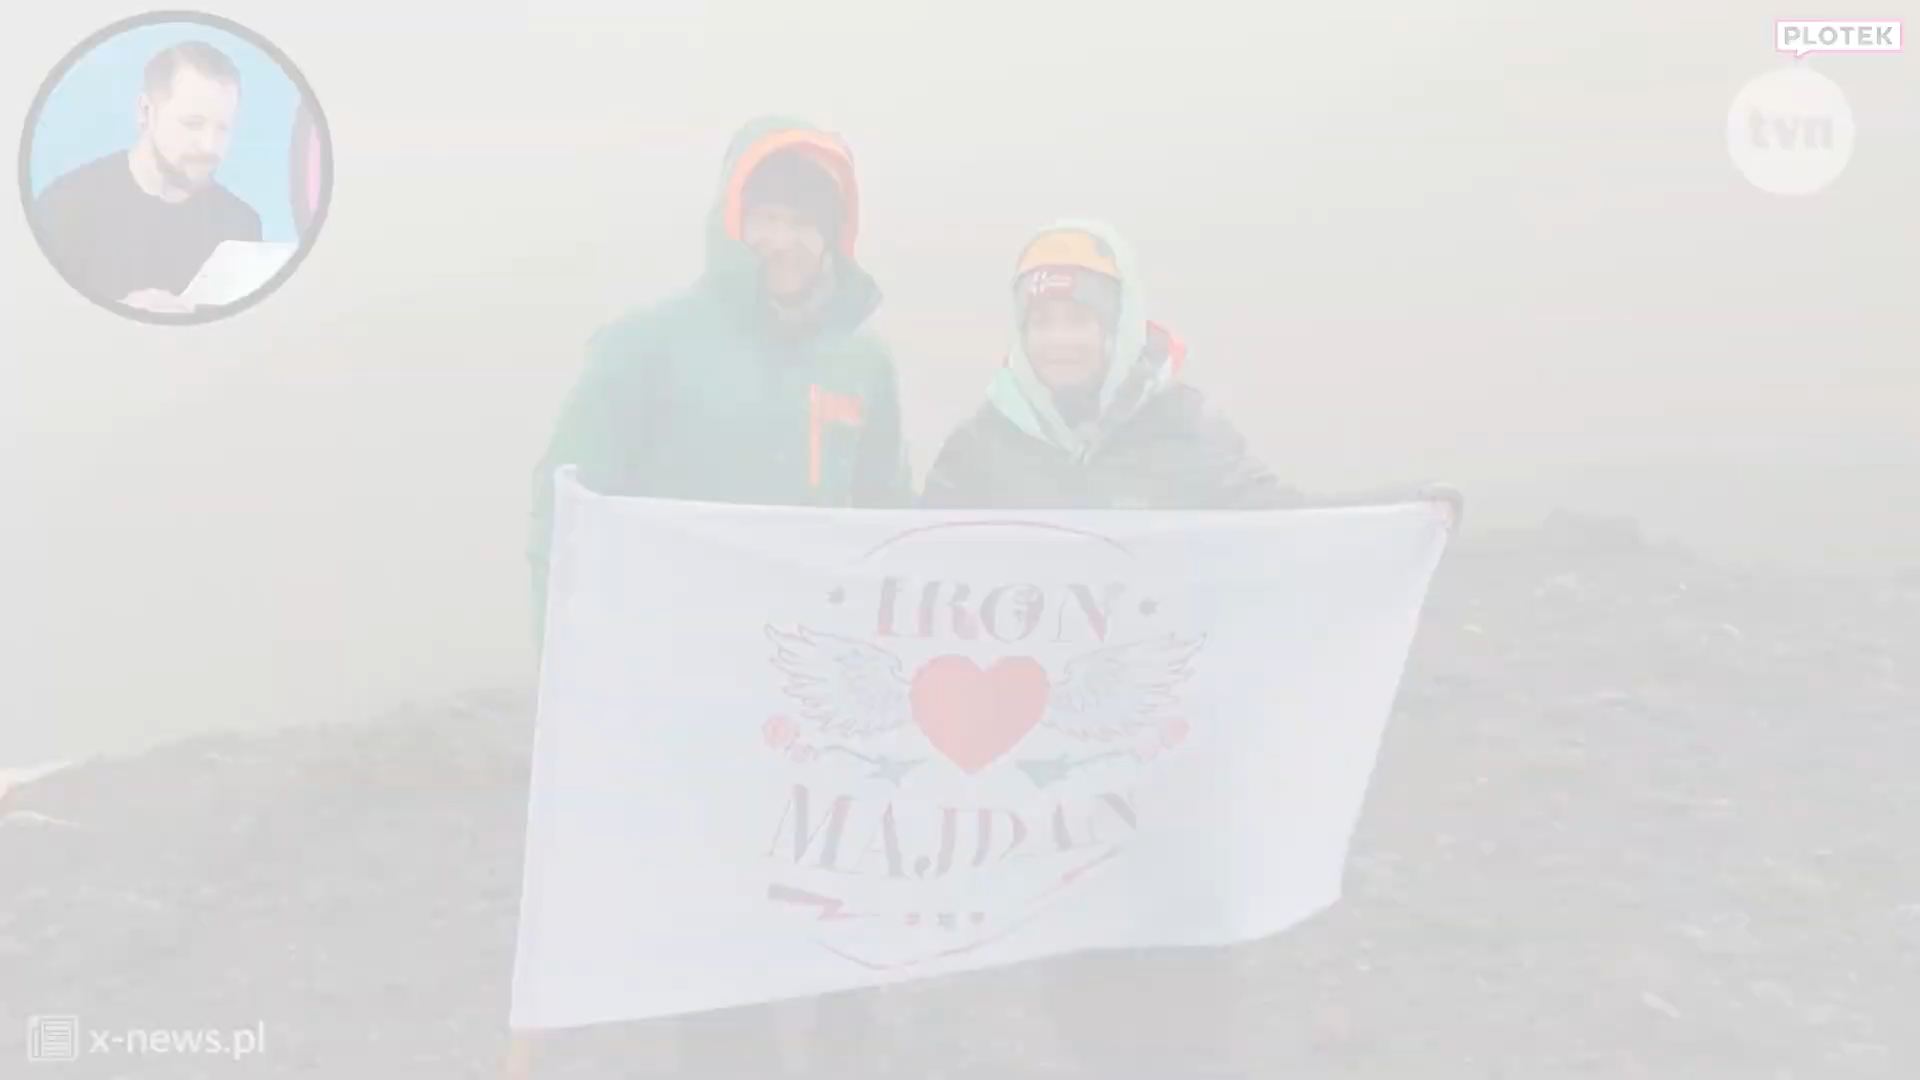 PLOTEK
tvn
IRON
MAJDAN
x-news.pl